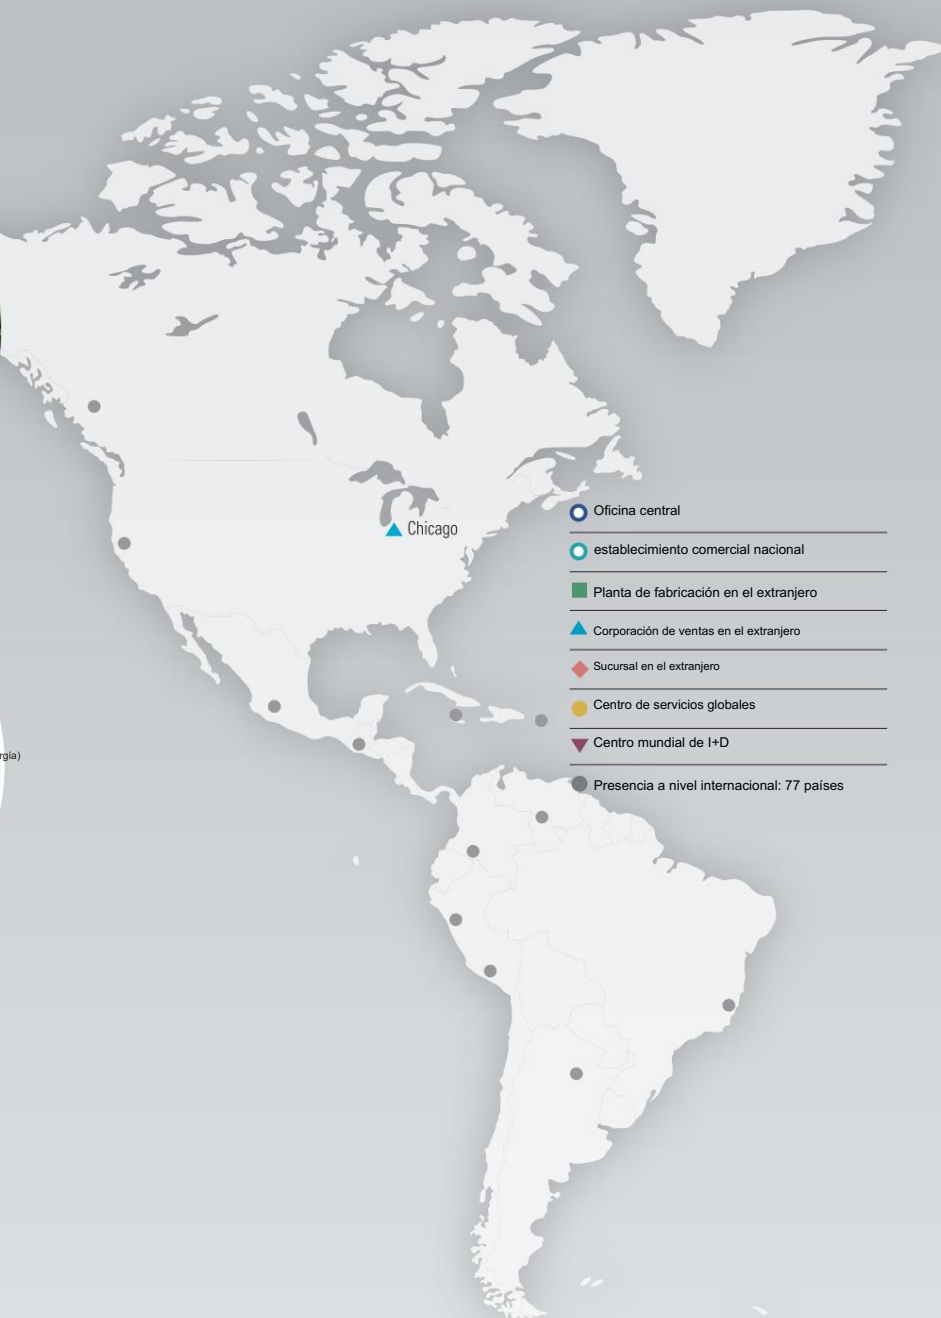 Chicago
Oficina central
establecimiento comercial nacional
Planta de fabricación en el extranjero
Corporación de ventas en el extranjero
Sucursal en el extranjero
Centro de servicios globales
Centro mundial de I+D
rgía)
Presencia a nivel internacional: 77 países